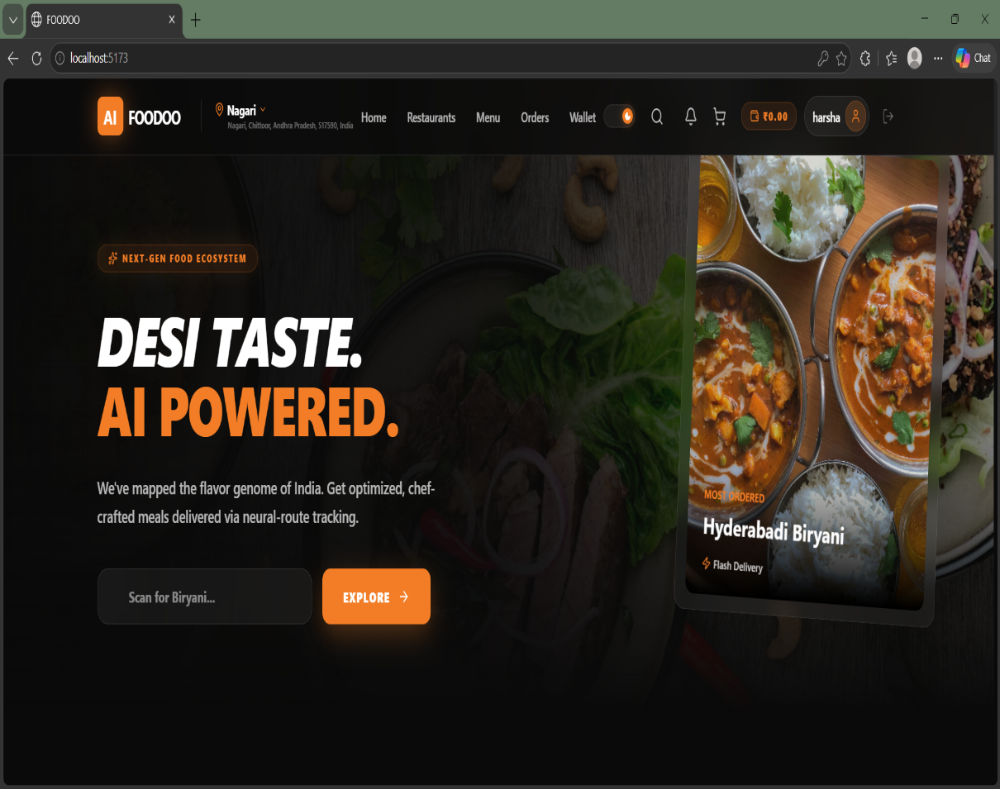 FOODOO
localhost:5173
Chat
AI FOODOO
Nagari
Nagari, Chittoor, Andhra Pradesh, 517590, India
Home Restaurants Menu Orders Wallet
₹0.00
harsha
NEXT-GEN FOOD ECOSYSTEM
DESI TASTE.
AI POWERED.
We've mapped the flavor genome of India. Get optimized, chef-
crafted meals delivered via neural-route tracking.
Scan for Biryani...
EXPLORE
MOST ORDERED
Hyderabadi Biryani
Flash Delivery